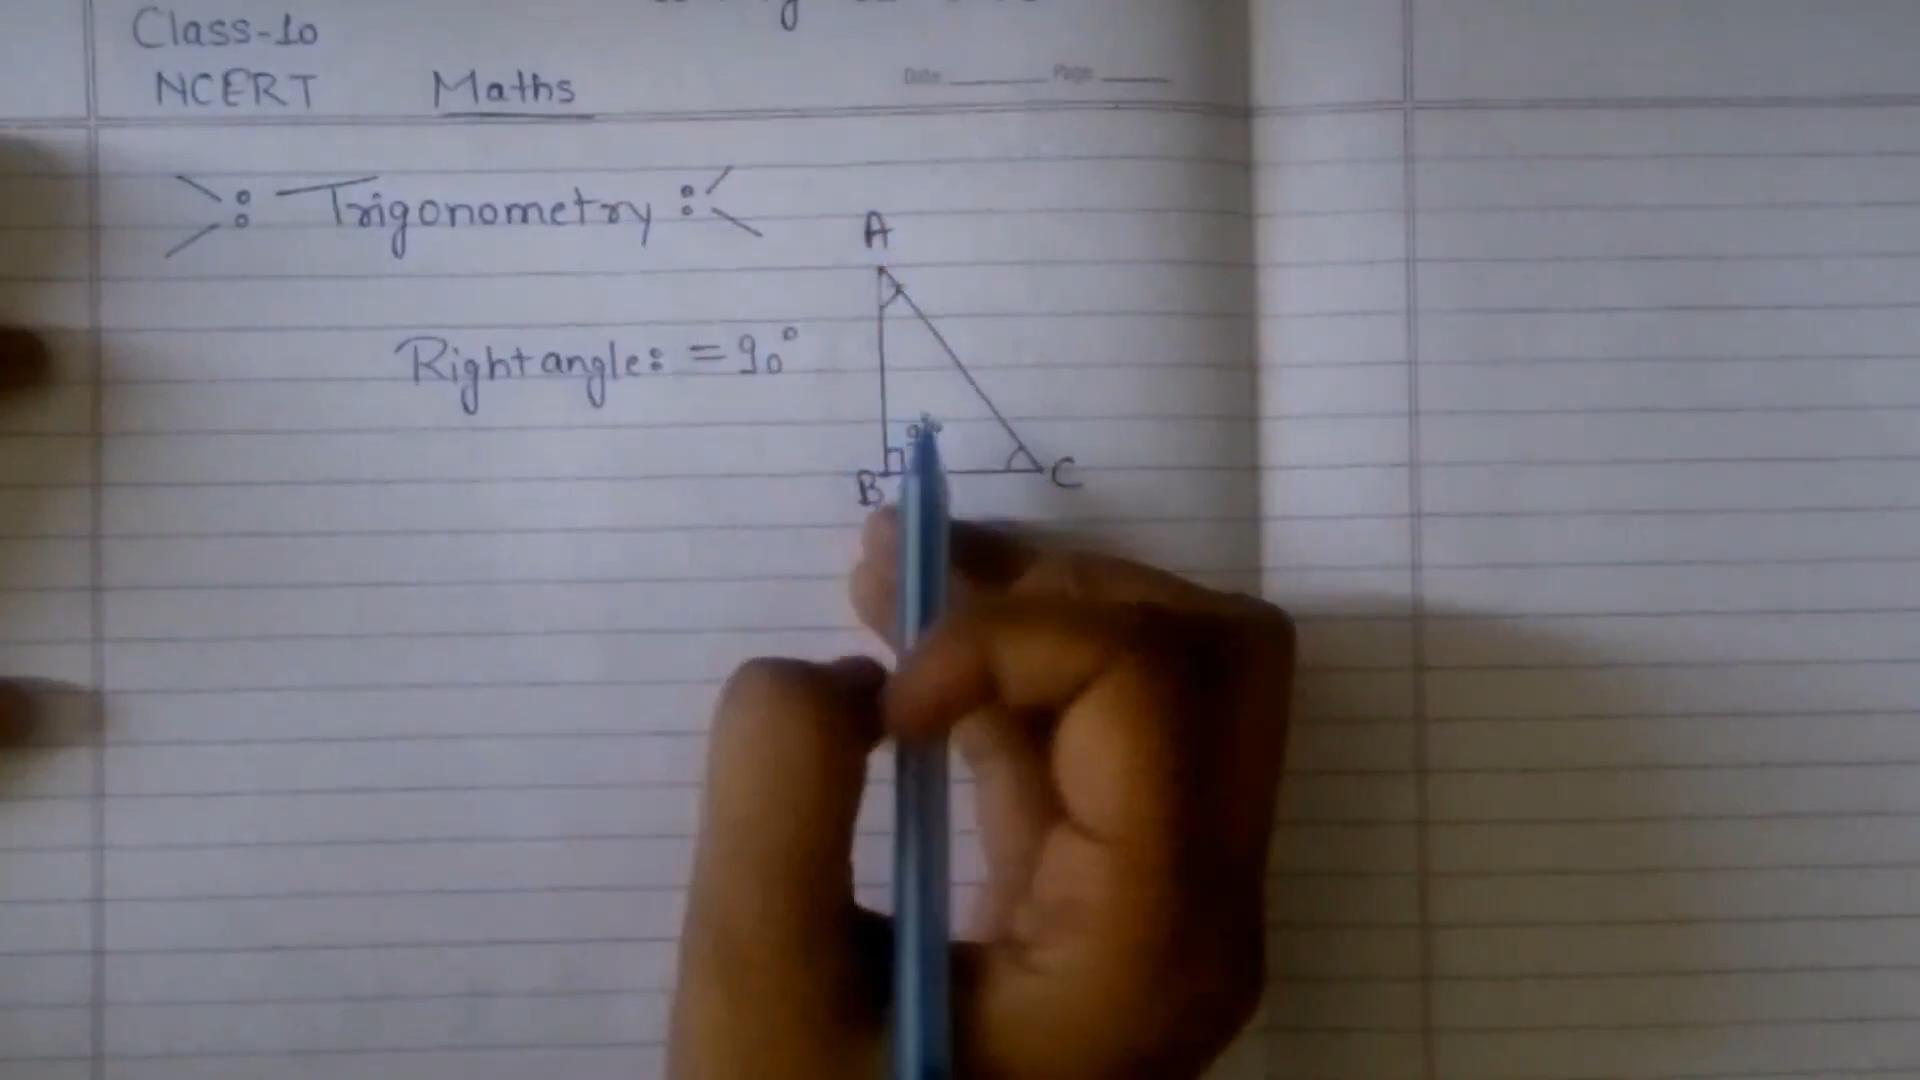 Class-10
NCERT Maths
Date Page
Trigonometry
A
Right angle: = 90°
B C